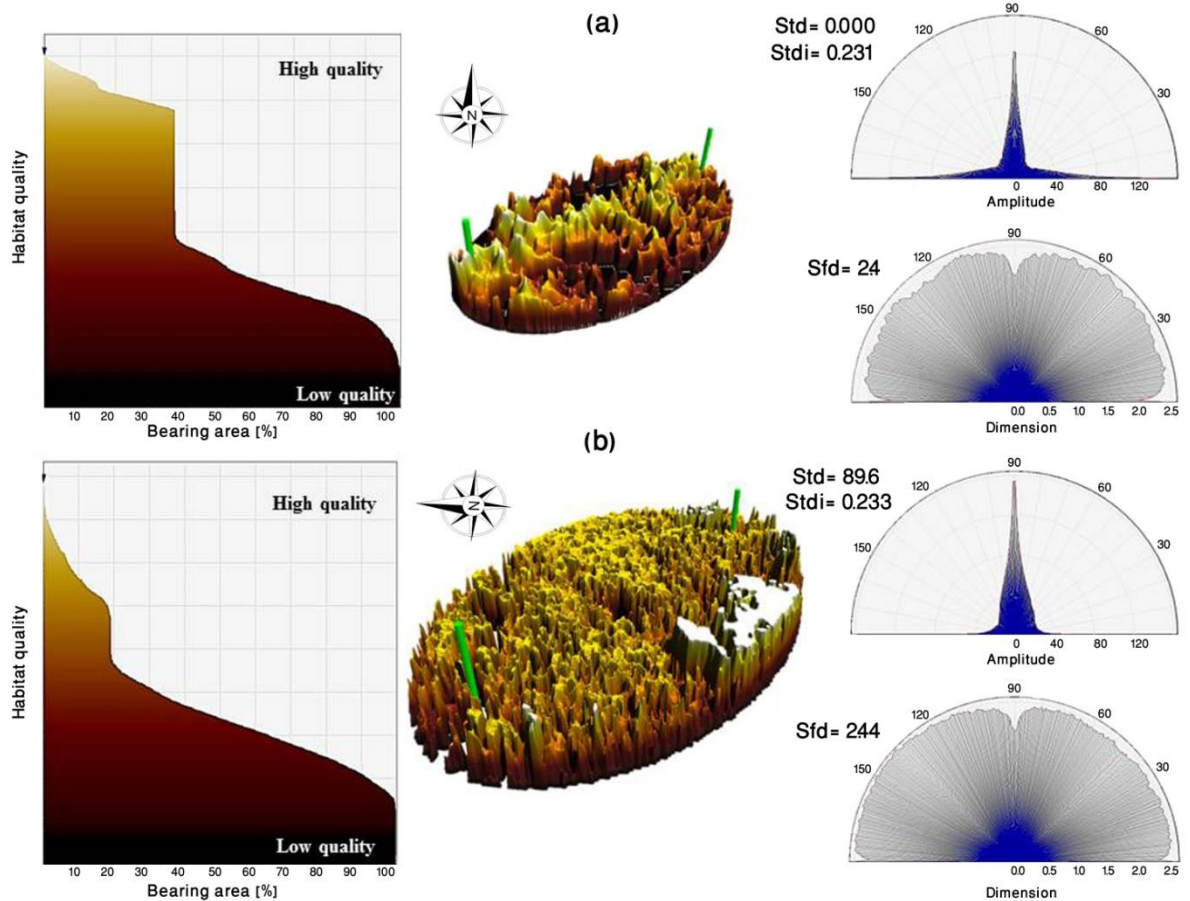 (a)
Habitat quality
High quality
Low quality
10 20 30 40 50 60 70 80 90 100
Bearing area [%]
N
Std= 0.000
Stdi= 0.231
90
120 60
150 30
0 40 80 120
Amplitude
Sfd= 2.4
90
120 60
150 30
0.0 0.5 1.0 1.5 2.0 2.5
Dimension
(b)
Habitat quality
High quality
Low quality
10 20 30 40 50 60 70 80 90 100
Bearing area [%]
N
Std= 89.6
Stdi= 0.233
90
120 60
150 30
0 40 80 120
Amplitude
Sfd= 2.44
90
120 60
150 30
0.0 0.5 1.0 1.5 2.0 2.5
Dimension